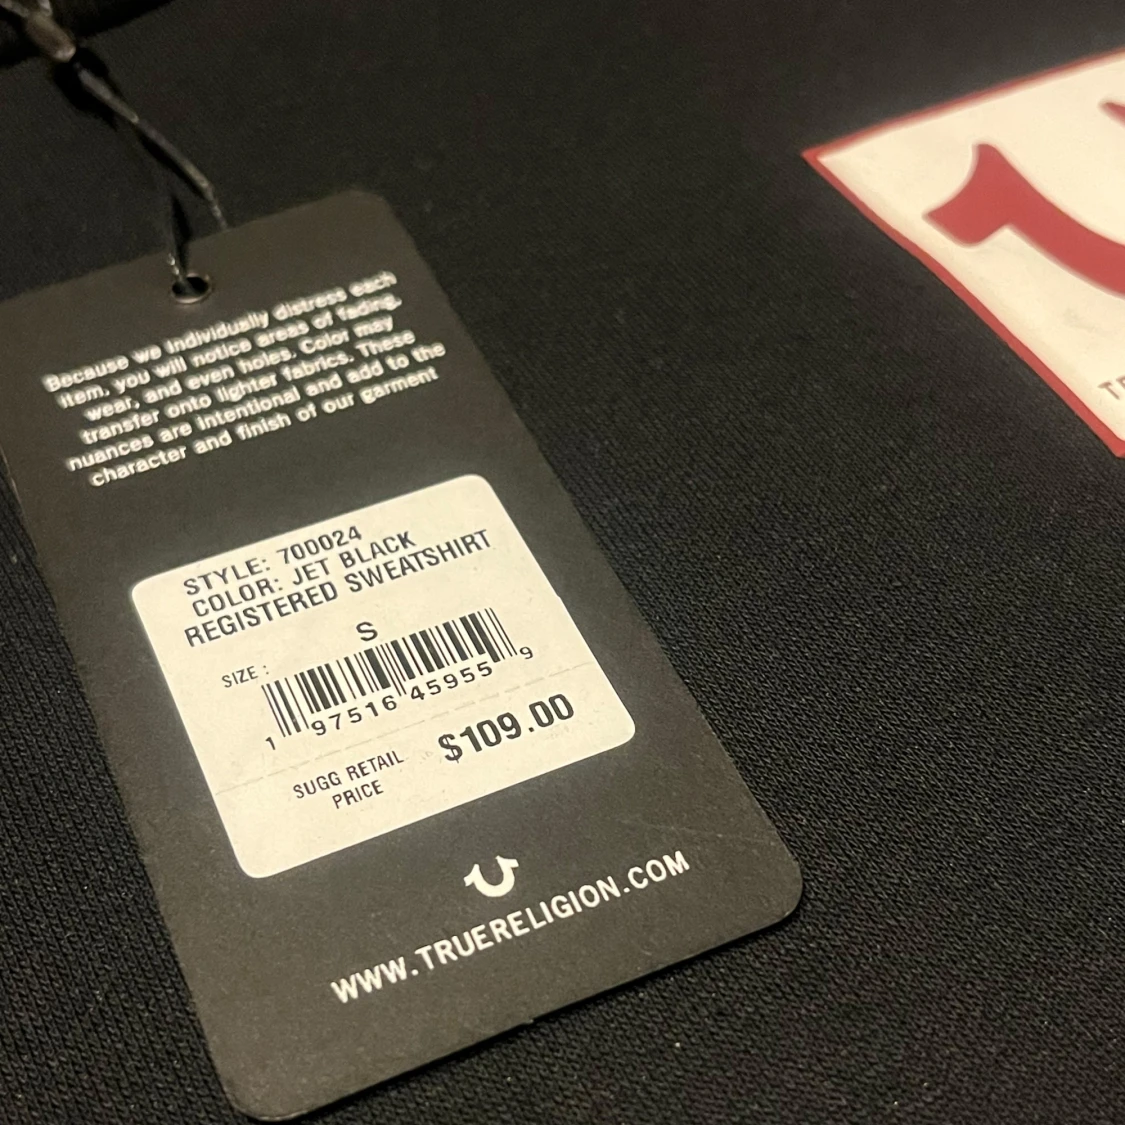 Because we individually distress each
item, you will notice areas of fading,
wear, and even holes. Color may
transfer onto lighter fabrics. These
nuances are intentional and add to the
character and finish of our garment
STYLE: 700024
COLOR: JET BLACK
REGISTERED SWEATSHIRT
SIZE : S
1 97516 45955 9
SUGG RETAIL
PRICE
$109.00
WWW.TRUERELIGION.COM